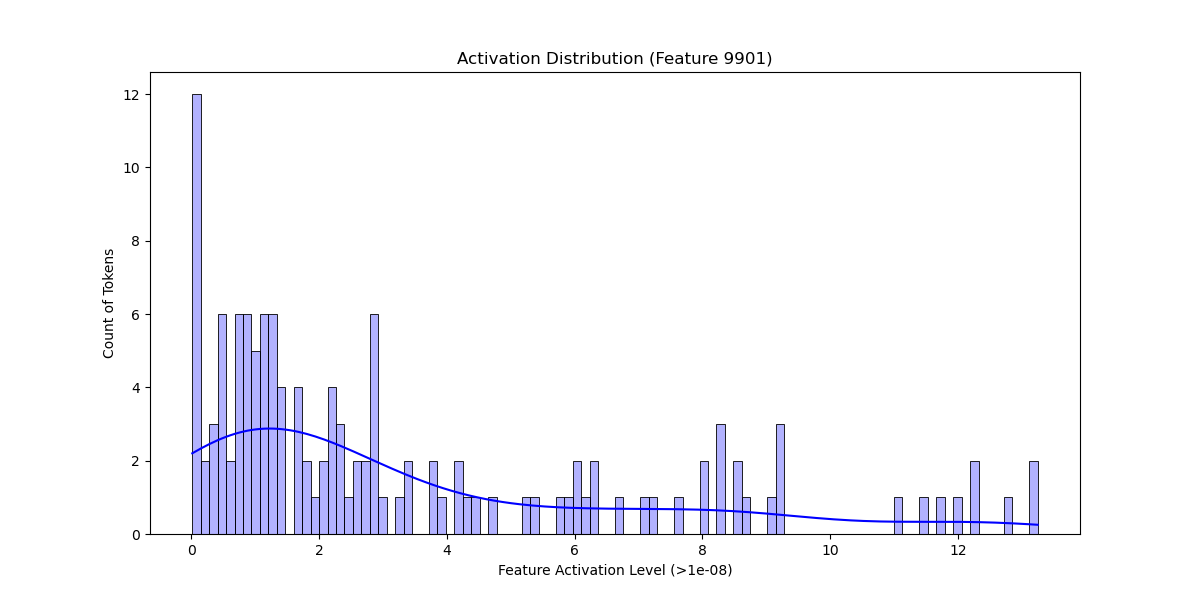 Activation Distribution (Feature 9901)
12
10
8
6
4
2
0
Count of Tokens
0 2 4 6 8 10 12
Feature Activation Level (>1e-08)